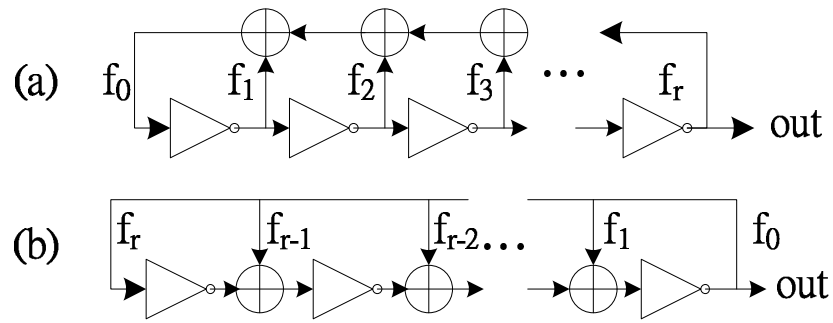 (a) f₀ f₁ f₂ f₃ ... fᵣ out
(b) fᵣ fᵣ₋₁ fᵣ₋₂ ... f₁ f₀ out